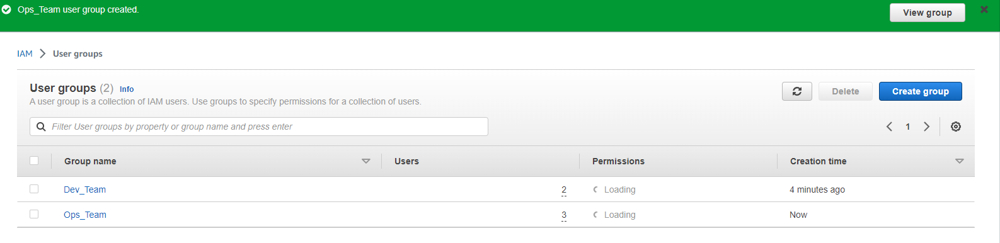 Ops_Team user group created.
View group
IAM
User groups
User groups (2) Info
A user group is a collection of IAM users. Use groups to specify permissions for a collection of users.
Delete
Create group
Filter User groups by property or group name and press enter
1
Group name Users Permissions Creation time
Dev_Team 2 Loading 4 minutes ago
Ops_Team 3 Loading Now